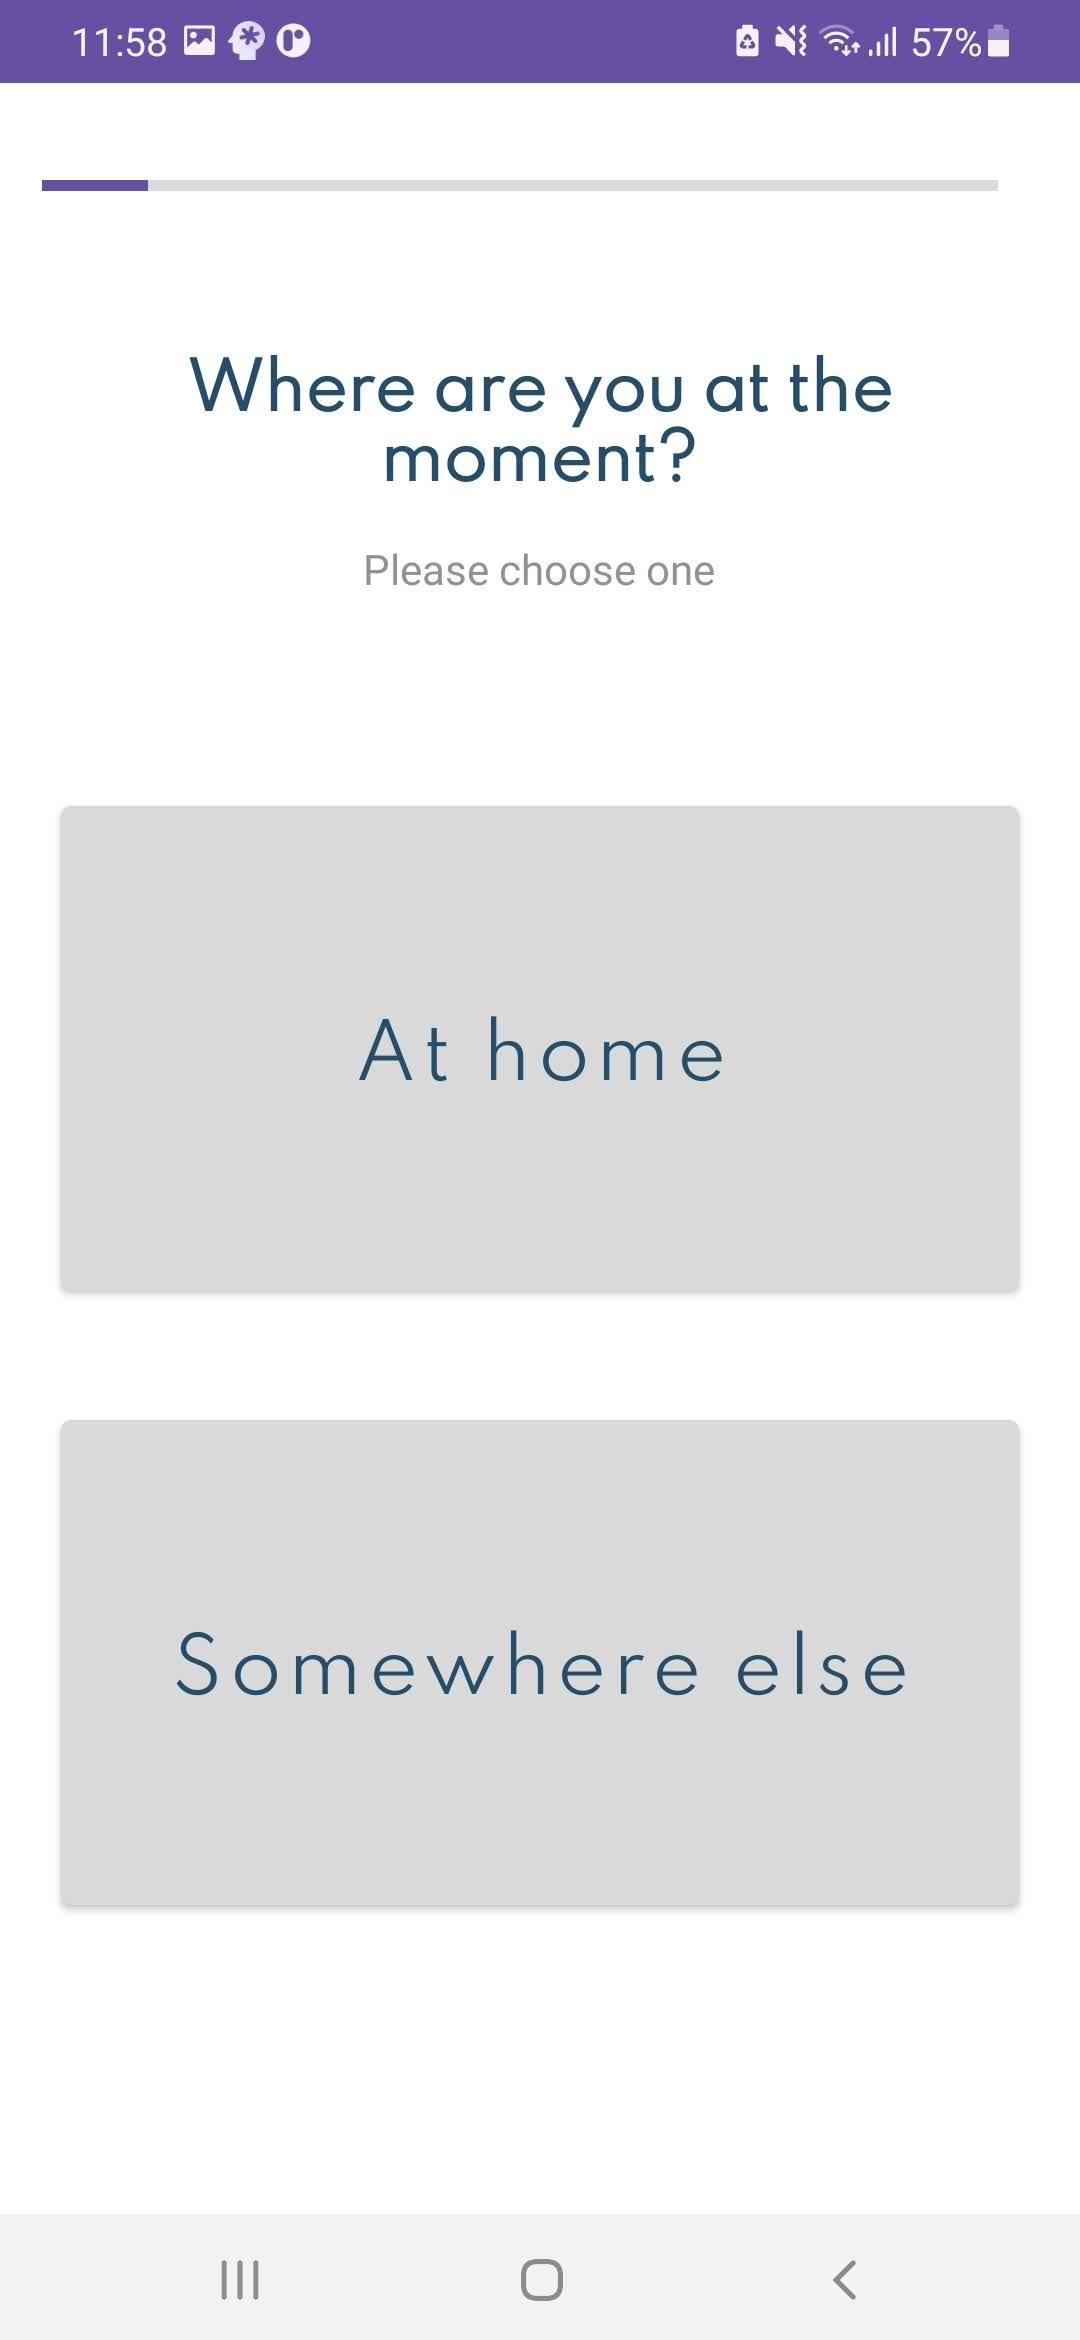 11:58 57%
Where are you at the
moment?
Please choose one
At home
Somewhere else